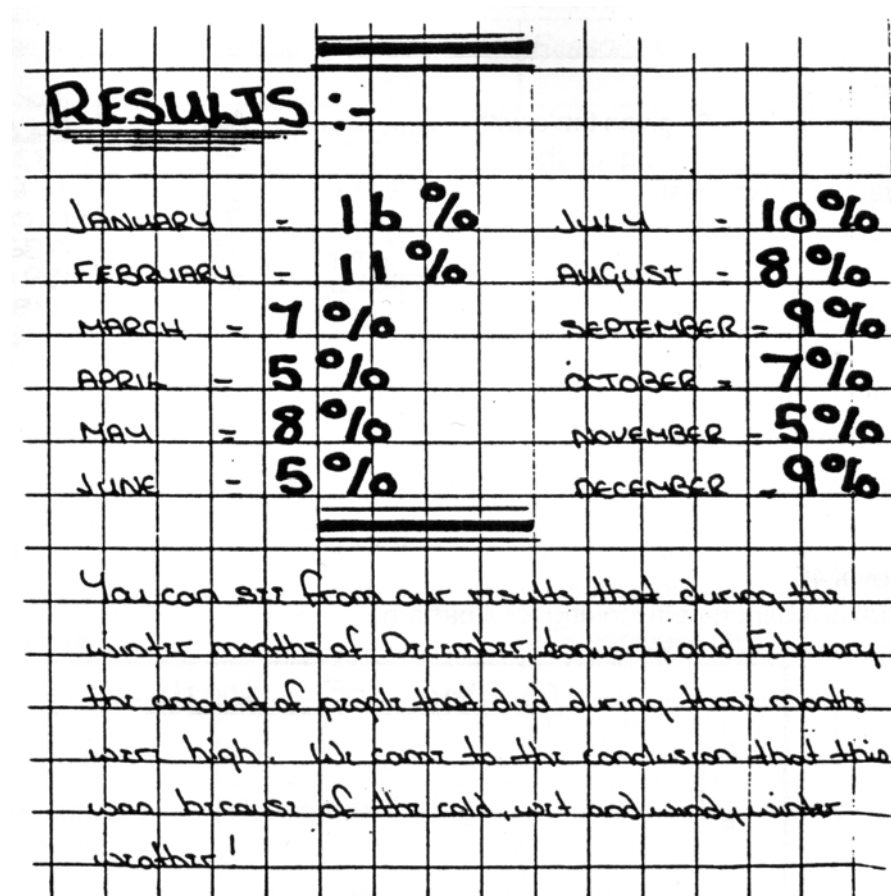 RESULTS :-
JANUARY = 16% JULY = 10%
FEBRUARY = 11% AUGUST = 8%
MARCH = 7% SEPTEMBER = 9%
APRIL = 5% OCTOBER = 7%
MAY = 8% NOVEMBER = 5%
JUNE = 5% DECEMBER = 9%
You can see from our results that during the
winter months of December, January and February
the amount of people that died during those months
were high. We came to the conclusion that this
was because of the cold, wet and windy winter
weather!